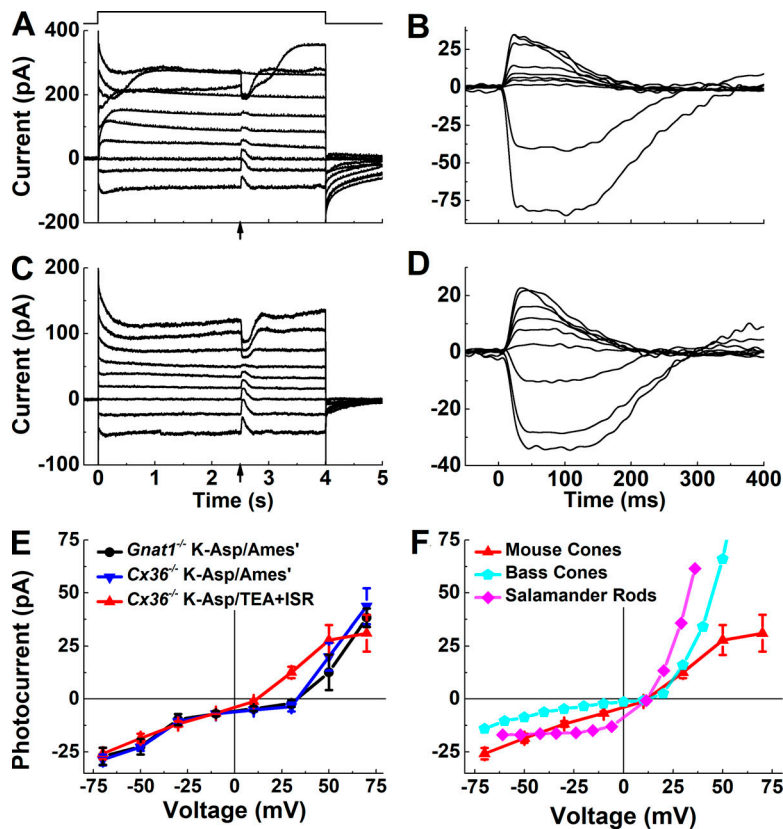 A
B
Current (pA)
400
200
0
-200
25
0
-25
-50
-75
C
D
Current (pA)
200
100
0
-100
0 1 2 3 4 5
Time (s)
20
0
-20
-40
0 100 200 300 400
Time (ms)
E
F
Photocurrent (pA)
75
50
25
0
-25
Gnat1-/- K-Asp/Ames'
Cx36-/- K-Asp/Ames'
Cx36-/- K-Asp/TEA+ISR
-75 -50 -25 0 25 50 75
Voltage (mV)
75
50
25
0
-25
Mouse Cones
Bass Cones
Salamander Rods
-75 -50 -25 0 25 50 75
Voltage (mV)